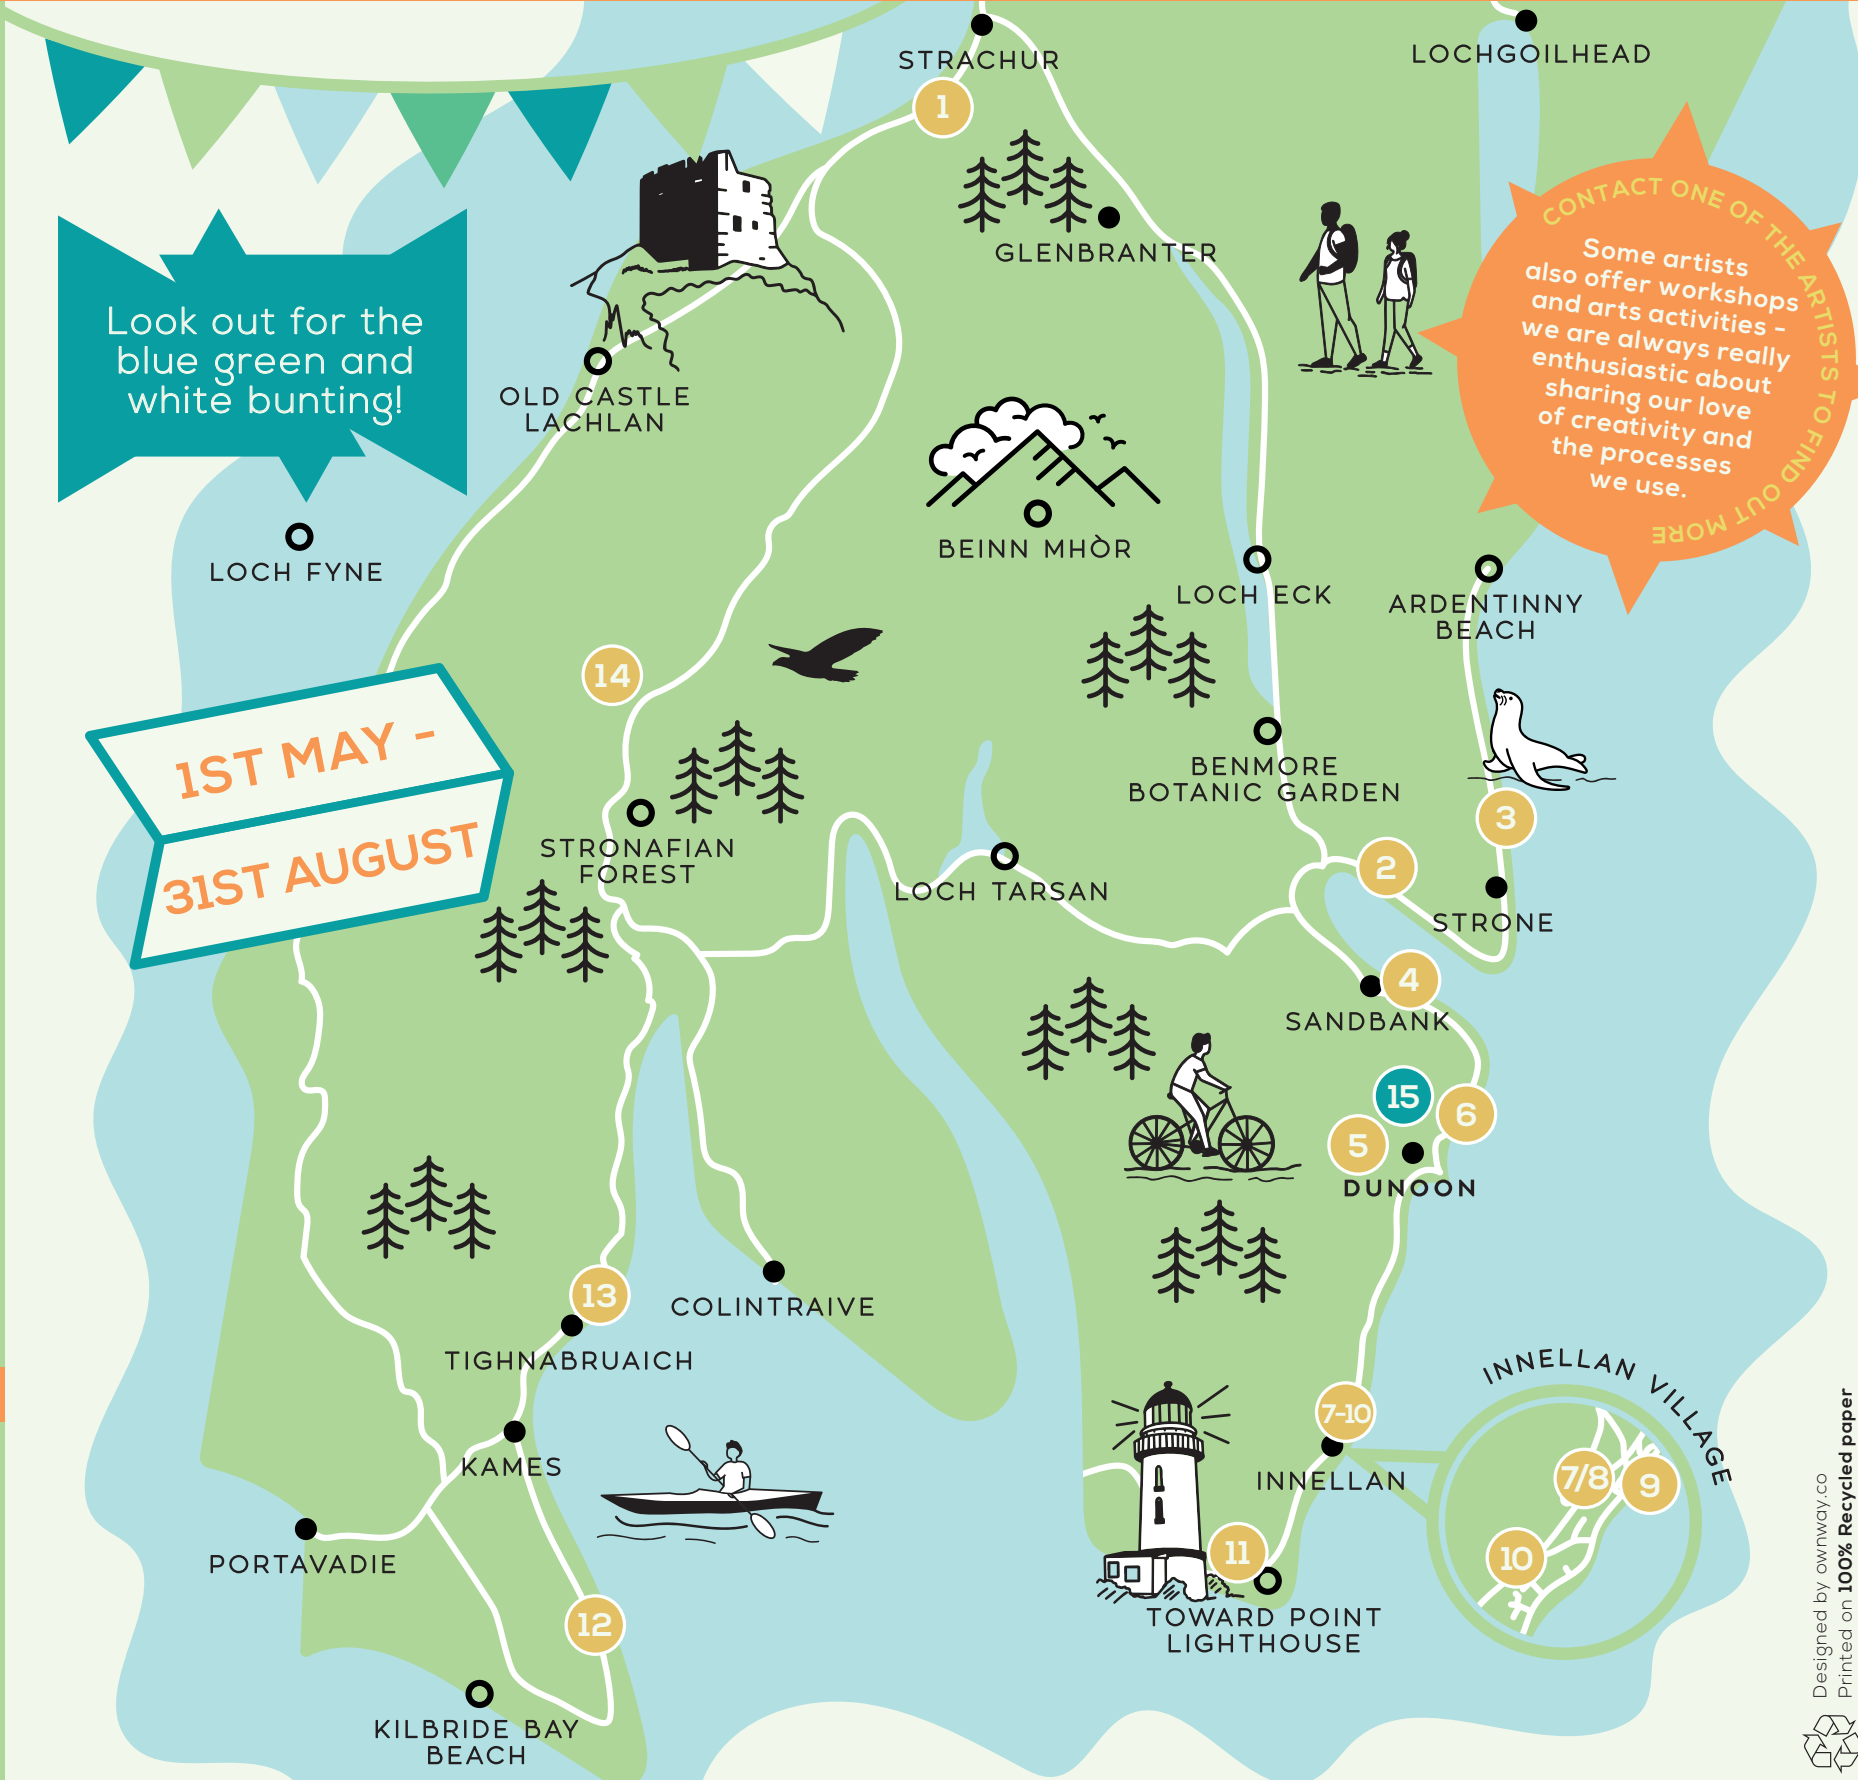 STRACHUR
LOCHGOILHEAD
1
GLENBRANTER
CONTACT ONE OF THE ARTISTS TO FIND OUT MORE
Some artists
also offer workshops
and arts activities -
we are always really
enthusiastic about
sharing our love
of creativity and
the processes
we use.
Look out for the
blue green and
white bunting!
OLD CASTLE
LACHLAN
LOCH FYNE
BEINN MHÒR
LOCH ECK
ARDENTINNY
BEACH
14
1ST MAY -
31ST AUGUST
BENMORE
BOTANIC GARDEN
3
STRONAFIAN
FOREST
LOCH TARSAN
2
STRONE
4
SANDBANK
15
6
5
DUNOON
13
COLINTRAIVE
TIGHNABRUAICH
KAMES
PORTAVADIE
12
KILBRIDE BAY
BEACH
7-10
INNELLAN
11
TOWARD POINT
LIGHTHOUSE
INNELLAN VILLAGE
7/8
9
10
Designed by ownway.co
Printed on 100% Recycled paper